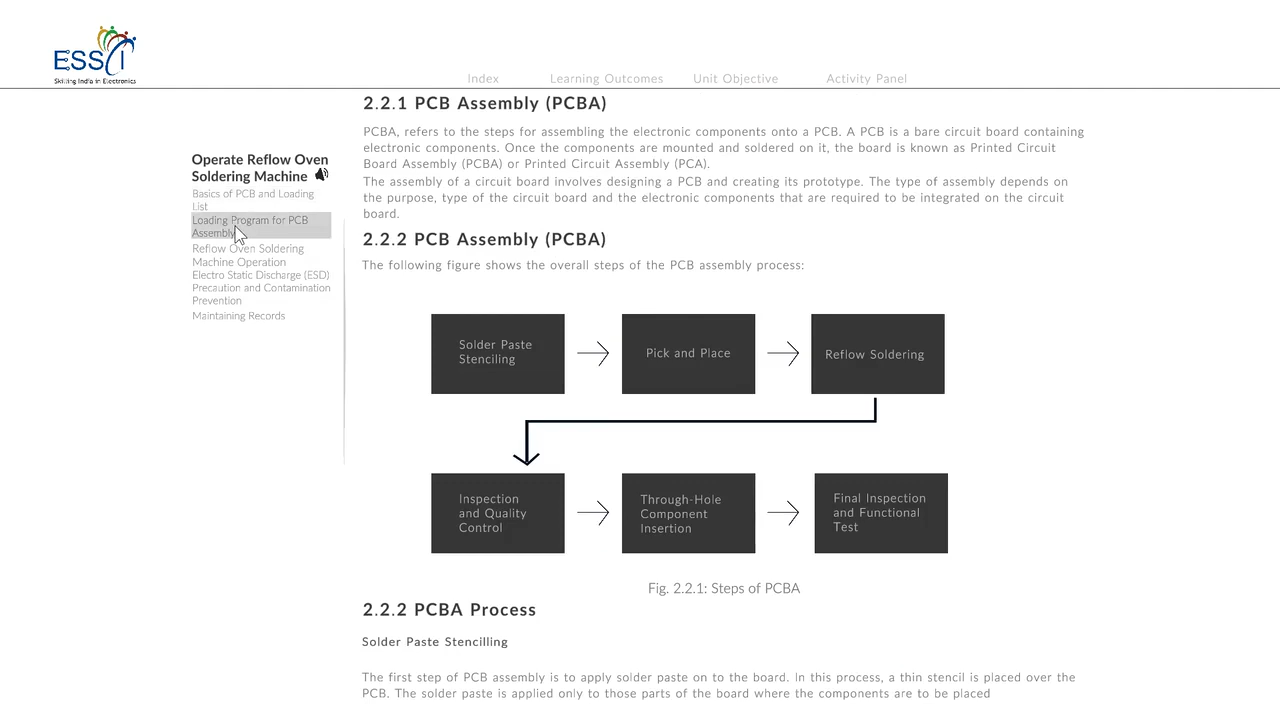 ESSCI
Skilling India in Electronics
Index
Learning Outcomes
Unit Objective
Activity Panel
Operate Reflow Oven
Soldering Machine
Basics of PCB and Loading
List
Loading Program for PCB
Assembly
Reflow Oven Soldering
Machine Operation
Electro Static Discharge (ESD)
Precaution and Contamination
Prevention
Maintaining Records
2.2.1 PCB Assembly (PCBA)
PCBA, refers to the steps for assembling the electronic components onto a PCB. A PCB is a bare circuit board containing
electronic components. Once the components are mounted and soldered on it, the board is known as Printed Circuit
Board Assembly (PCBA) or Printed Circuit Assembly (PCA).
The assembly of a circuit board involves designing a PCB and creating its prototype. The type of assembly depends on
the purpose, type of the circuit board and the electronic components that are required to be integrated on the circuit
board.
2.2.2 PCB Assembly (PCBA)
The following figure shows the overall steps of the PCB assembly process:
Solder Paste
Stenciling
Pick and Place
Reflow Soldering
Inspection
and Quality
Control
Through-Hole
Component
Insertion
Final Inspection
and Functional
Test
Fig. 2.2.1: Steps of PCBA
2.2.2 PCBA Process
Solder Paste Stencilling
The first step of PCB assembly is to apply solder paste on to the board. In this process, a thin stencil is placed over the
PCB. The solder paste is applied only to those parts of the board where the components are to be placed